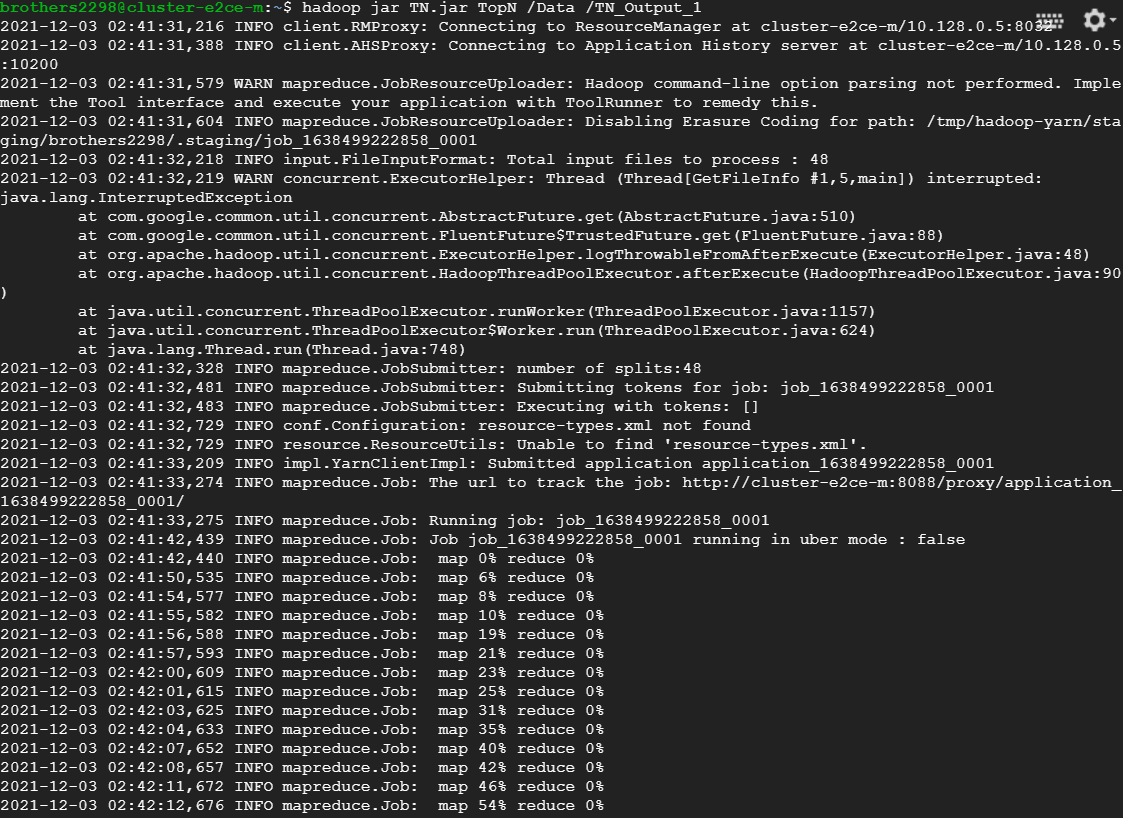 brothers2298@cluster-e2ce-m:~$ hadoop jar TN.jar TopN /Data /TN_Output_1
2021-12-03 02:41:31,216 INFO client.RMProxy: Connecting to ResourceManager at cluster-e2ce-m/10.128.0.5:8032
2021-12-03 02:41:31,388 INFO client.AHSProxy: Connecting to Application History server at cluster-e2ce-m/10.128.0.5
:10200
2021-12-03 02:41:31,579 WARN mapreduce.JobResourceUploader: Hadoop command-line option parsing not performed. Imple
ment the Tool interface and execute your application with ToolRunner to remedy this.
2021-12-03 02:41:31,604 INFO mapreduce.JobResourceUploader: Disabling Erasure Coding for path: /tmp/hadoop-yarn/sta
ging/brothers2298/.staging/job_1638499222858_0001
2021-12-03 02:41:32,218 INFO input.FileInputFormat: Total input files to process : 48
2021-12-03 02:41:32,219 WARN concurrent.ExecutorHelper: Thread (Thread[GetFileInfo #1,5,main]) interrupted:
java.lang.InterruptedException
        at com.google.common.util.concurrent.AbstractFuture.get(AbstractFuture.java:510)
        at com.google.common.util.concurrent.FluentFuture$TrustedFuture.get(FluentFuture.java:88)
        at org.apache.hadoop.util.concurrent.ExecutorHelper.logThrowableFromAfterExecute(ExecutorHelper.java:48)
        at org.apache.hadoop.util.concurrent.HadoopThreadPoolExecutor.afterExecute(HadoopThreadPoolExecutor.java:90
)
        at java.util.concurrent.ThreadPoolExecutor.runWorker(ThreadPoolExecutor.java:1157)
        at java.util.concurrent.ThreadPoolExecutor$Worker.run(ThreadPoolExecutor.java:624)
        at java.lang.Thread.run(Thread.java:748)
2021-12-03 02:41:32,328 INFO mapreduce.JobSubmitter: number of splits:48
2021-12-03 02:41:32,481 INFO mapreduce.JobSubmitter: Submitting tokens for job: job_1638499222858_0001
2021-12-03 02:41:32,483 INFO mapreduce.JobSubmitter: Executing with tokens: []
2021-12-03 02:41:32,729 INFO conf.Configuration: resource-types.xml not found
2021-12-03 02:41:32,729 INFO resource.ResourceUtils: Unable to find 'resource-types.xml'.
2021-12-03 02:41:33,209 INFO impl.YarnClientImpl: Submitted application application_1638499222858_0001
2021-12-03 02:41:33,274 INFO mapreduce.Job: The url to track the job: http://cluster-e2ce-m:8088/proxy/application_
1638499222858_0001/
2021-12-03 02:41:33,275 INFO mapreduce.Job: Running job: job_1638499222858_0001
2021-12-03 02:41:42,439 INFO mapreduce.Job: Job job_1638499222858_0001 running in uber mode : false
2021-12-03 02:41:42,440 INFO mapreduce.Job:  map 0% reduce 0%
2021-12-03 02:41:50,535 INFO mapreduce.Job:  map 6% reduce 0%
2021-12-03 02:41:54,577 INFO mapreduce.Job:  map 8% reduce 0%
2021-12-03 02:41:55,582 INFO mapreduce.Job:  map 10% reduce 0%
2021-12-03 02:41:56,588 INFO mapreduce.Job:  map 19% reduce 0%
2021-12-03 02:41:57,593 INFO mapreduce.Job:  map 21% reduce 0%
2021-12-03 02:42:00,609 INFO mapreduce.Job:  map 23% reduce 0%
2021-12-03 02:42:01,615 INFO mapreduce.Job:  map 25% reduce 0%
2021-12-03 02:42:03,625 INFO mapreduce.Job:  map 31% reduce 0%
2021-12-03 02:42:04,633 INFO mapreduce.Job:  map 35% reduce 0%
2021-12-03 02:42:07,652 INFO mapreduce.Job:  map 40% reduce 0%
2021-12-03 02:42:08,657 INFO mapreduce.Job:  map 42% reduce 0%
2021-12-03 02:42:11,672 INFO mapreduce.Job:  map 46% reduce 0%
2021-12-03 02:42:12,676 INFO mapreduce.Job:  map 54% reduce 0%